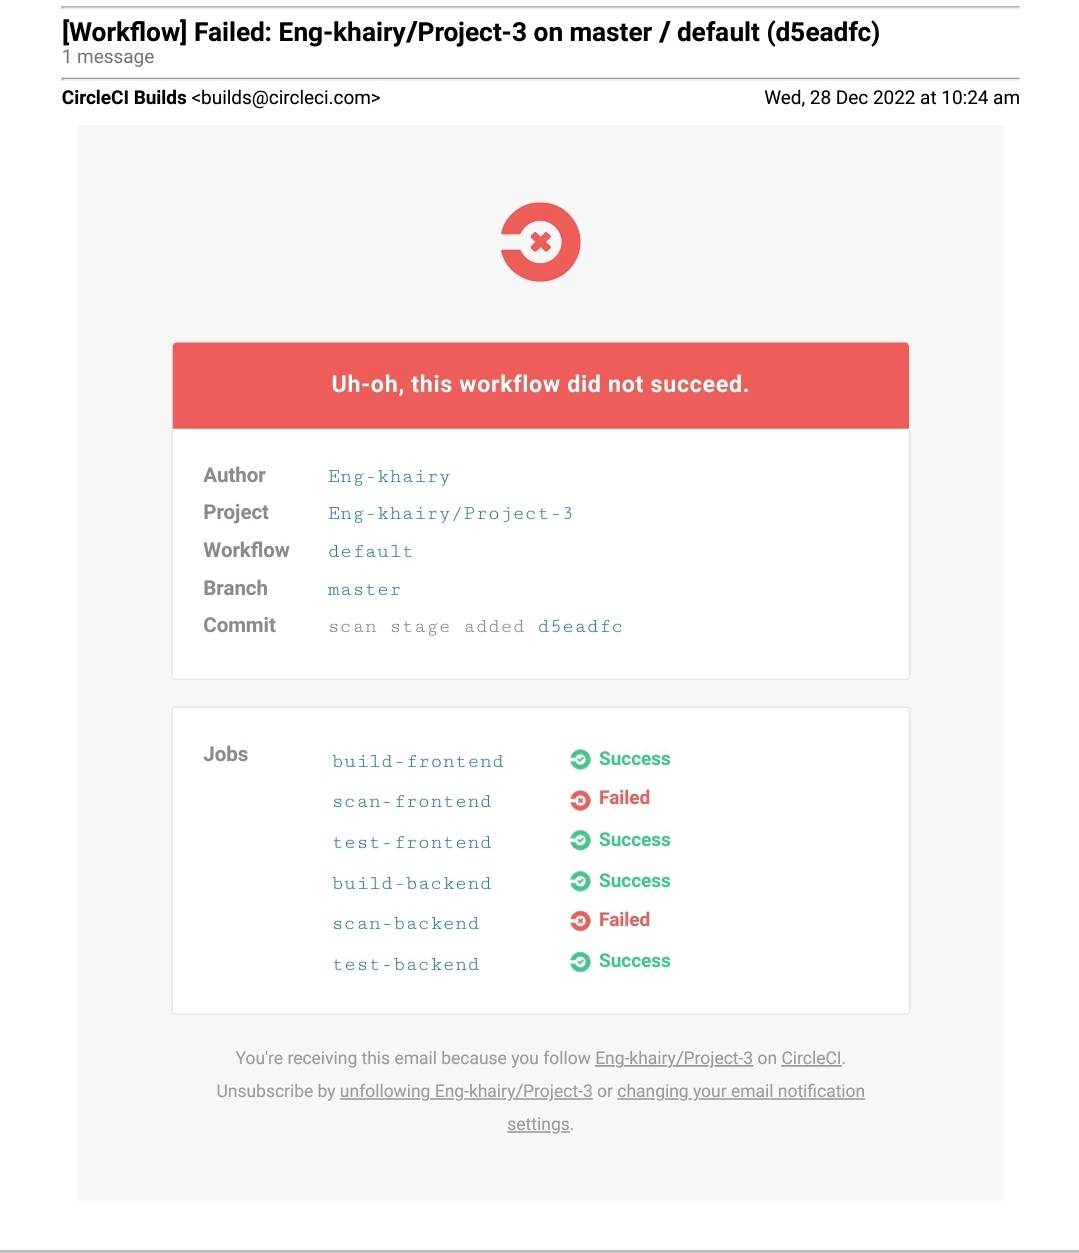 [Workflow] Failed: Eng-khairy/Project-3 on master / default (d5eadfc)
1 message
CircleCI Builds <builds@circleci.com> Wed, 28 Dec 2022 at 10:24 am
Uh-oh, this workflow did not succeed.
Author Eng-khairy
Project Eng-khairy/Project-3
Workflow default
Branch master
Commit scan stage added d5eadfc
Jobs build-frontend Success
scan-frontend Failed
test-frontend Success
build-backend Success
scan-backend Failed
test-backend Success
You're receiving this email because you follow Eng-khairy/Project-3 on CircleCI.
Unsubscribe by unfollowing Eng-khairy/Project-3 or changing your email notification
settings.